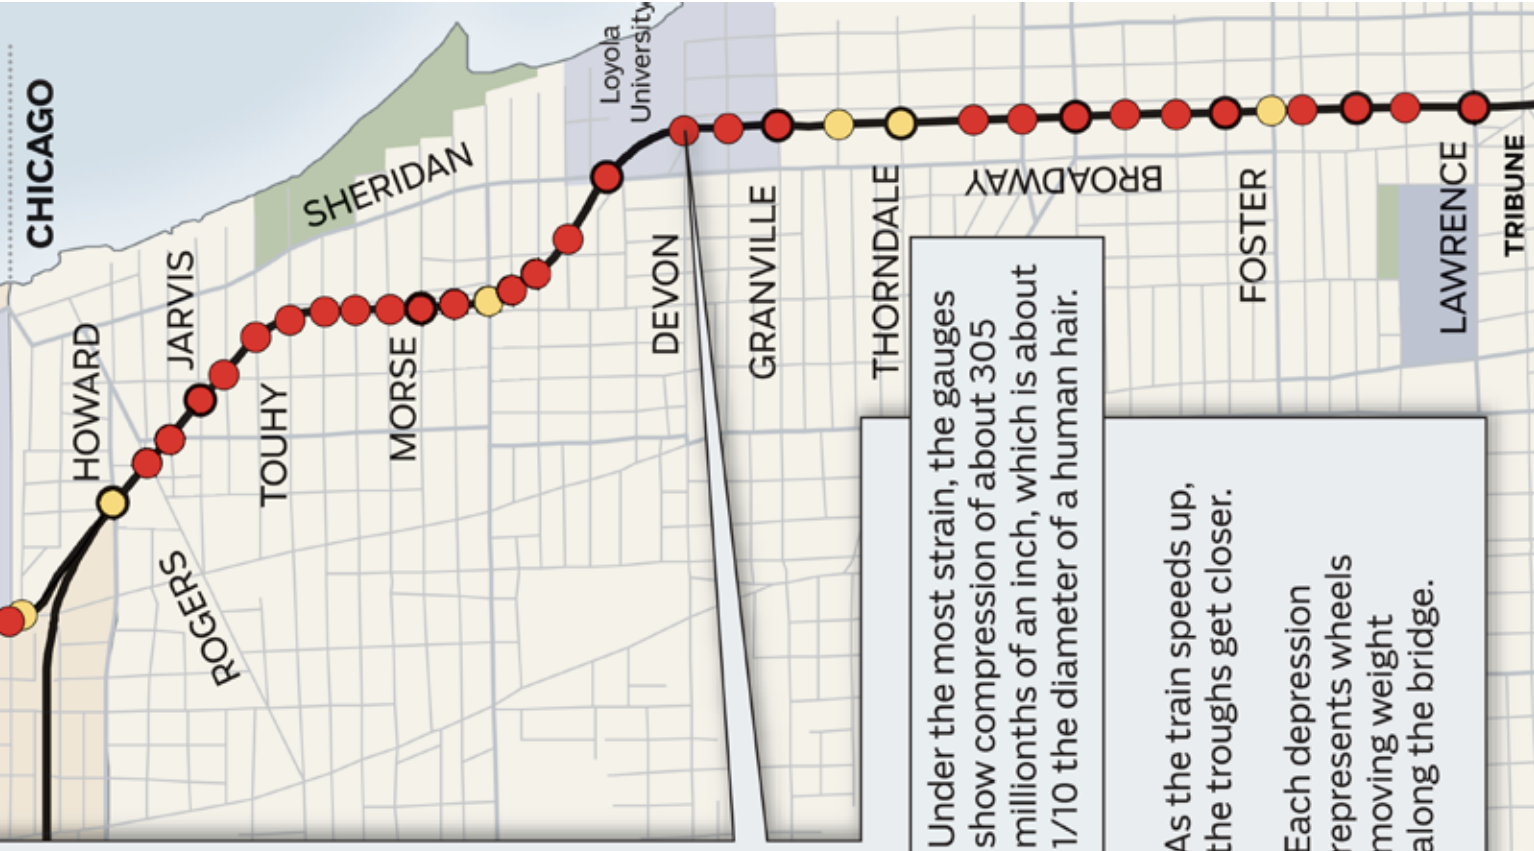 CHICAGO
HOWARD
JARVIS
ROGERS
TOUHY
SHERIDAN
MORSE
Loyola
University
DEVON
GRANVILLE
THORNDALE
BROADWAY
FOSTER
LAWRENCE
TRIBUNE
Under the most strain, the gauges
show compression of about 305
millionths of an inch, which is about
1/10 the diameter of a human hair.
As the train speeds up,
the troughs get closer.
Each depression
represents wheels
moving weight
along the bridge.